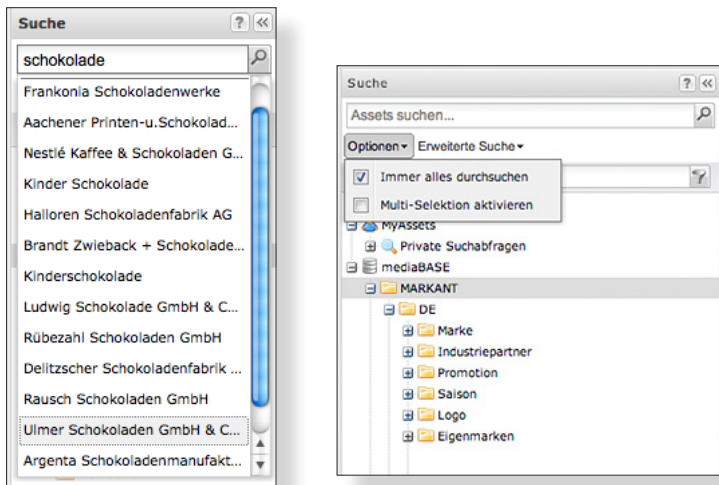 Suche
schokolade
Frankonia Schokoladenwerke
Aachener Printen-u.Schokolad...
Nestlé Kaffee & Schokoladen G...
Kinder Schokolade
Halloren Schokoladenfabrik AG
Brandt Zwieback + Schokolade...
Kinderschokolade
Ludwig Schokolade GmbH & C...
Rübezahl Schokoladen GmbH
Delitzscher Schokoladenfabrik ...
Rausch Schokoladen GmbH
Ulmer Schokoladen GmbH & C...
Argenta Schokoladenmanufakt...
Suche
Assets suchen...
Optionen Erweiterte Suche
Immer alles durchsuchen
Multi-Selektion aktivieren
MyAssets
Private Suchabfragen
mediaBASE
MARKANT
DE
Marke
Industriepartner
Promotion
Saison
Logo
Eigenmarken